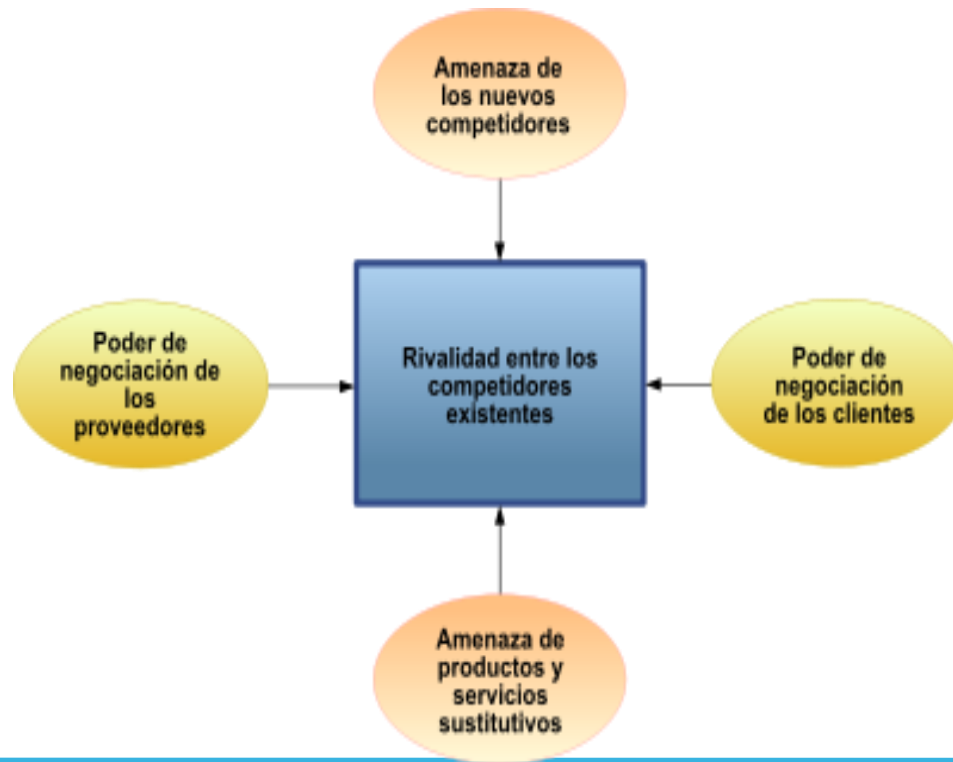 Amenaza de
los nuevos
competidores
Poder de
negociación de
los
proveedores
Rivalidad entre los
competidores
existentes
Poder de
negociación
de los clientes
Amenaza de
productos y
servicios
sustitutivos